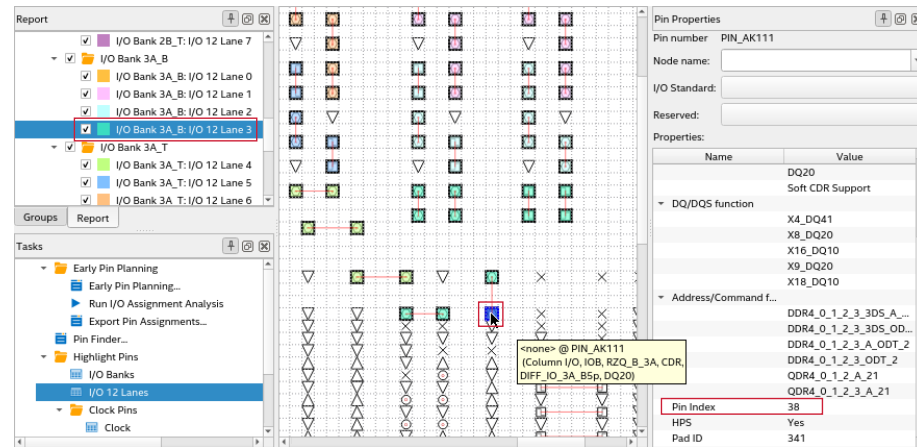 Report
I/O Bank 2B_T: I/O 12 Lane 7
I/O Bank 3A_B
I/O Bank 3A_B: I/O 12 Lane 0
I/O Bank 3A_B: I/O 12 Lane 1
I/O Bank 3A_B: I/O 12 Lane 2
I/O Bank 3A_B: I/O 12 Lane 3
I/O Bank 3A_T
I/O Bank 3A_T: I/O 12 Lane 4
I/O Bank 3A_T: I/O 12 Lane 5
I/O Bank 3A_T: I/O 12 Lane 6
Groups Report
Tasks
Early Pin Planning
Early Pin Planning...
Run I/O Assignment Analysis
Export Pin Assignments...
Pin Finder...
Highlight Pins
I/O Banks
I/O 12 Lanes
Clock Pins
Clock
<none> @ PIN_AK111
(Column I/O, IOB, RZQ_B_3A, CDR,
DIFF_IO_3A_B5p, DQ20)
Pin Properties
Pin number PIN_AK111
Node name:
I/O Standard:
Reserved:
Properties:
Name Value
DQ20
Soft CDR Support
DQ/DQS function
X4_DQ41
X8_DQ20
X16_DQ10
X9_DQ20
X18_DQ10
Address/Command f...
DDR4_0_1_2_3_3DS_A_...
DDR4_0_1_2_3_3DS_OD...
DDR4_0_1_2_3_A_ODT_2
DDR4_0_1_2_3_ODT_2
QDR4_0_1_2_A_21
QDR4_0_1_2_3_A_21
Pin Index 38
HPS Yes
Pad ID 341